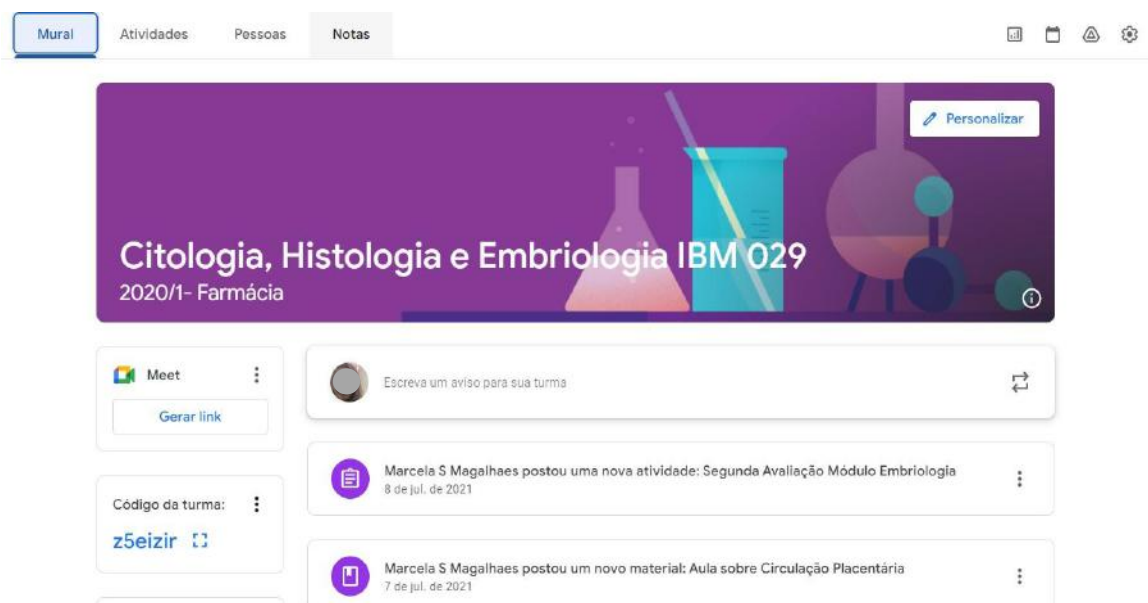 Mural Atividades Pessoas Notas
Personalizar
Citologia, Histologia e Embriologia IBM 029
2020/1- Farmácia
Meet
Gerar link
Escreva um aviso para sua turma
Marcela S Magalhaes postou uma nova atividade: Segunda Avaliação Módulo Embriologia
8 de jul. de 2021
Código da turma:
z5eizir
Marcela S Magalhaes postou um novo material: Aula sobre Circulação Placentária
7 de jul. de 2021